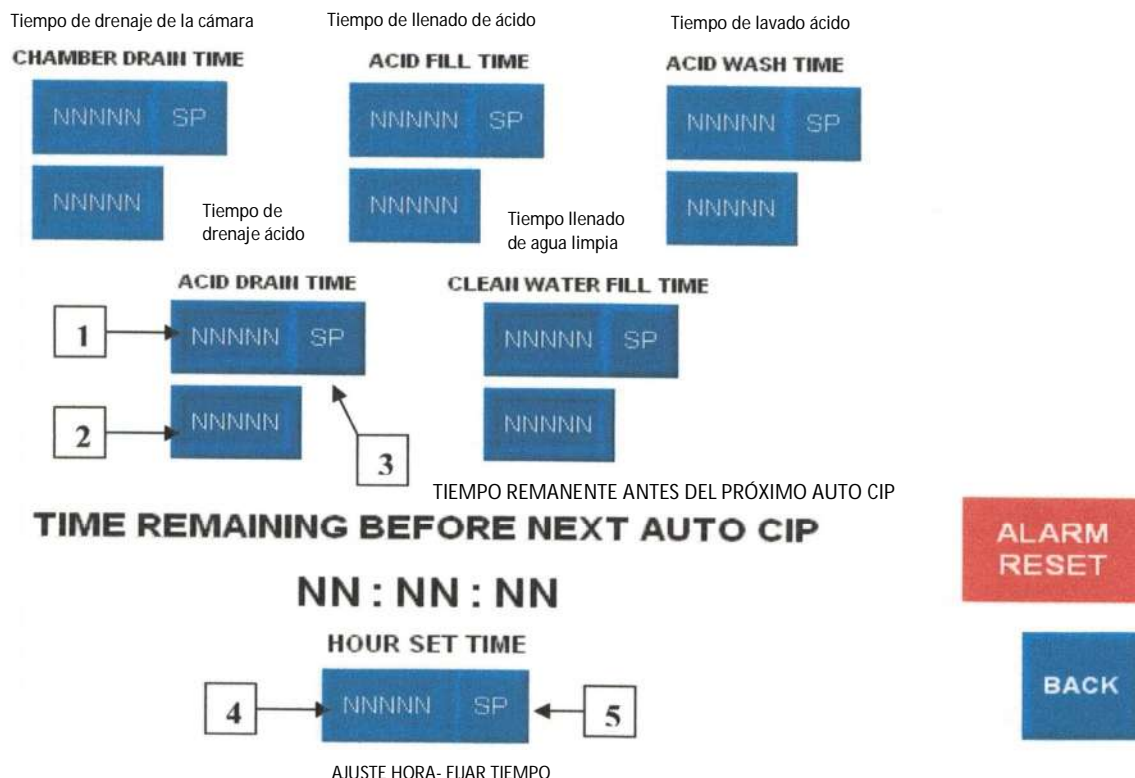 Tiempo de drenaje de la cámara
Tiempo de llenado de ácido
Tiempo de lavado ácido
CHAMBER DRAIN TIME
ACID FILL TIME
ACID WASH TIME
NNNNN SP
NNNNN SP
NNNNN SP
NNNNN
NNNNN
NNNNN
Tiempo de
drenaje ácido
Tiempo llenado
de agua limpia
ACID DRAIN TIME
CLEAN WATER FILL TIME
1
NNNNN SP
NNNNN SP
2
NNNNN
3
NNNNN
TIEMPO REMANENTE ANTES DEL PRÓXIMO AUTO CIP
TIME REMAINING BEFORE NEXT AUTO CIP
ALARM
RESET
NN : NN : NN
HOUR SET TIME
4
NNNNN SP
5
BACK
AJUSTE HORA- FIJAR TIEMPO